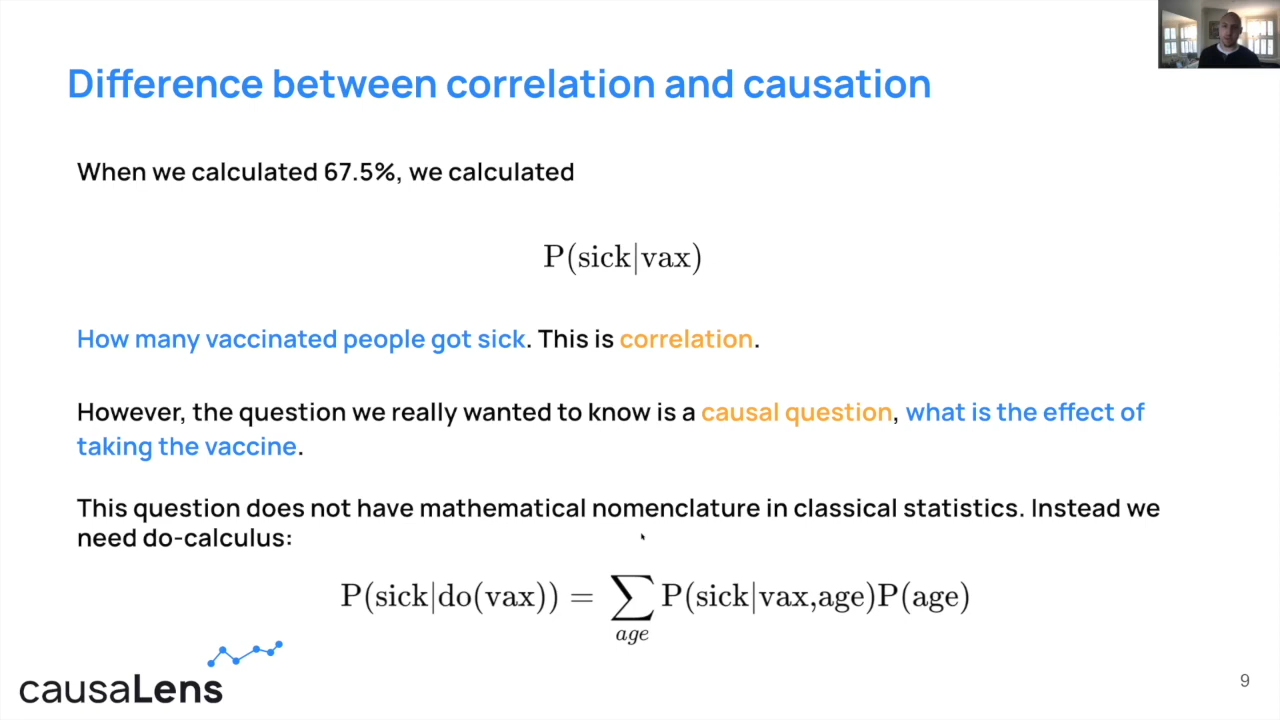 Difference between correlation and causation
When we calculated 67.5%, we calculated
P(sick|vax)
How many vaccinated people got sick. This is correlation.
However, the question we really wanted to know is a causal question, what is the effect of
taking the vaccine.
This question does not have mathematical nomenclature in classical statistics. Instead we
need do-calculus:
P(sick|do(vax)) = ∑ P(sick|vax,age)P(age)
age
causaLens
9